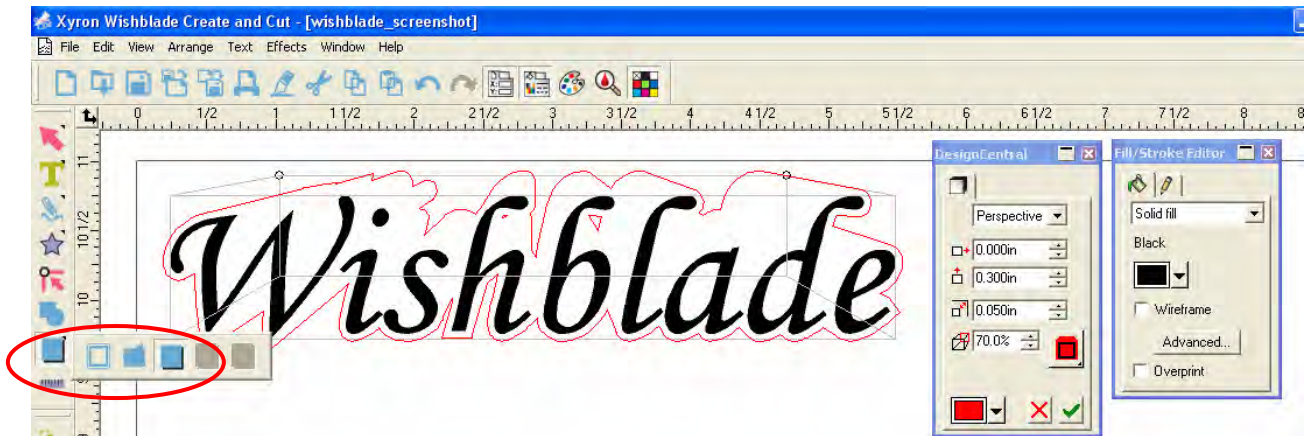 Xyron Wishblade Create and Cut - [wishblade_screenshot]
File Edit View Arrange Text Effects Window Help
0 1/2 1 1 1/2 2 2 1/2 3 3 1/2 4 4 1/2 5 5 1/2 6 6 1/2 7 7 1/2 8
11
10 1/2
10
Wishblade
DesignCentral
Perspective
0.000in
0.300in
0.050in
70.0%
Fill/Stroke Editor
Solid fill
Black
Wireframe
Advanced...
Overprint